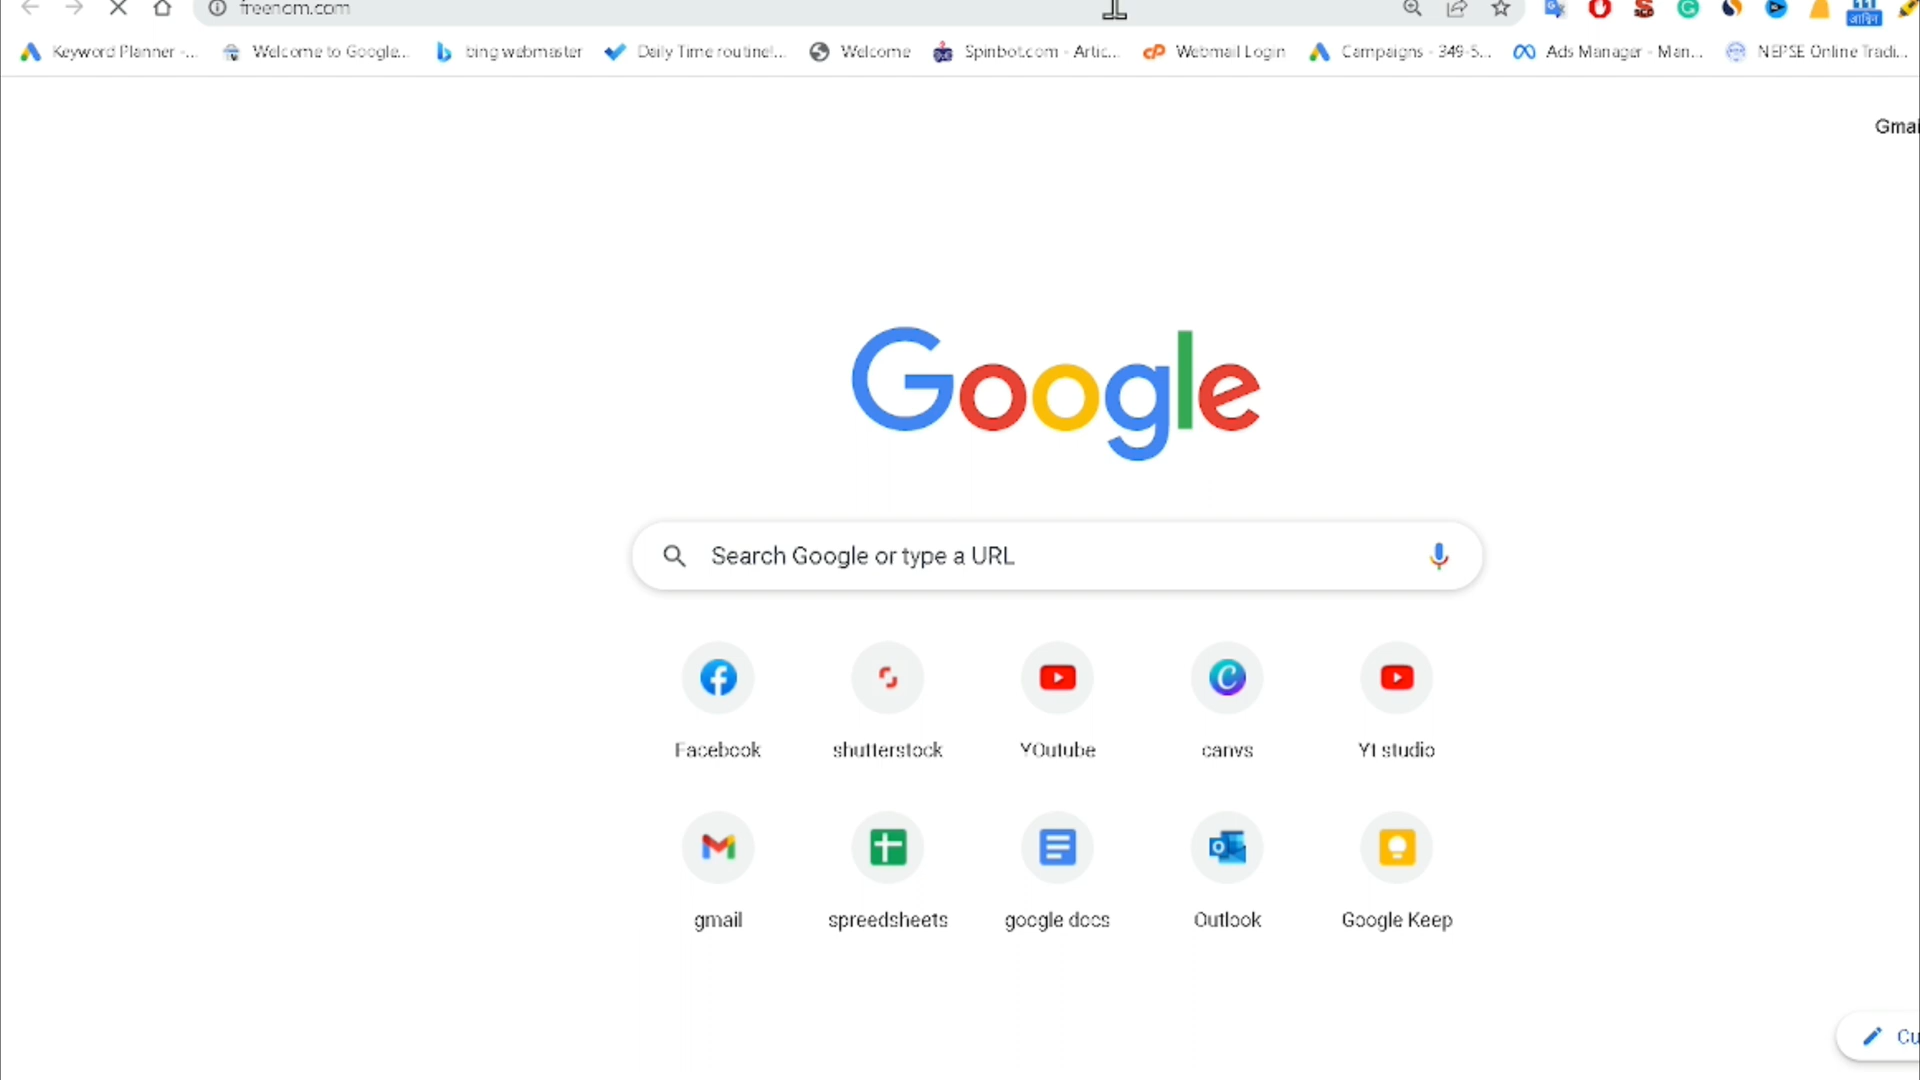 freenom.com
Keyword Planner -... Welcome to Google... bing webmaster Daily Time routine!... Welcome Spinbot.com - Artic... Webmail Login Campaigns - 349-5... Ads Manager - Man... NEPSE Online Tradi...
Gmai
Google
Search Google or type a URL
Facebook shutterstock YOutube canvs Yt studio
gmail spreedsheets google docs Outlook Google Keep
Cu